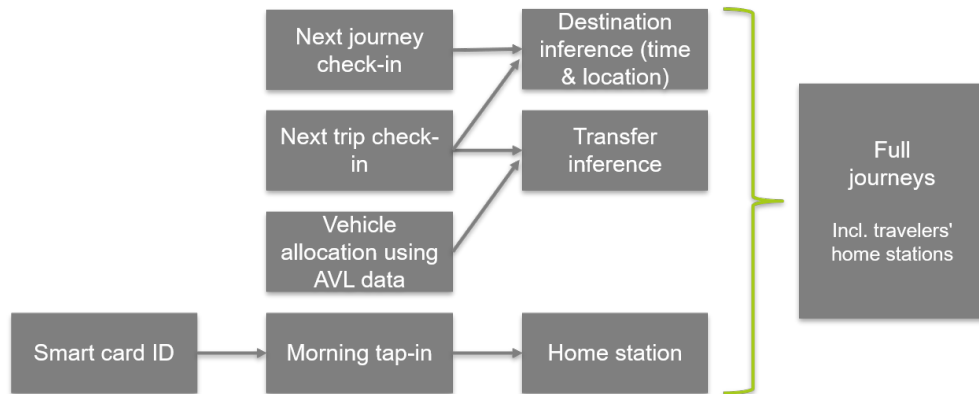 Next journey
check-in
Destination
inference (time
& location)
Next trip check-
in
Transfer
inference
Vehicle
allocation using
AVL data
Smart card ID
Morning tap-in
Home station
Full
journeys
Incl. travelers'
home stations